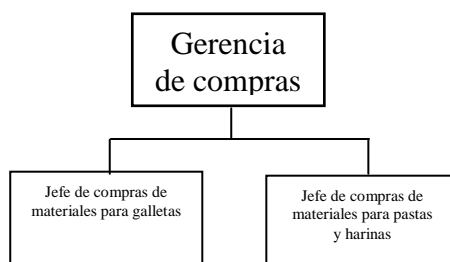 Gerencia
de compras
Jefe de compras de
materiales para galletas
Jefe de compras de
materiales para pastas
y harinas